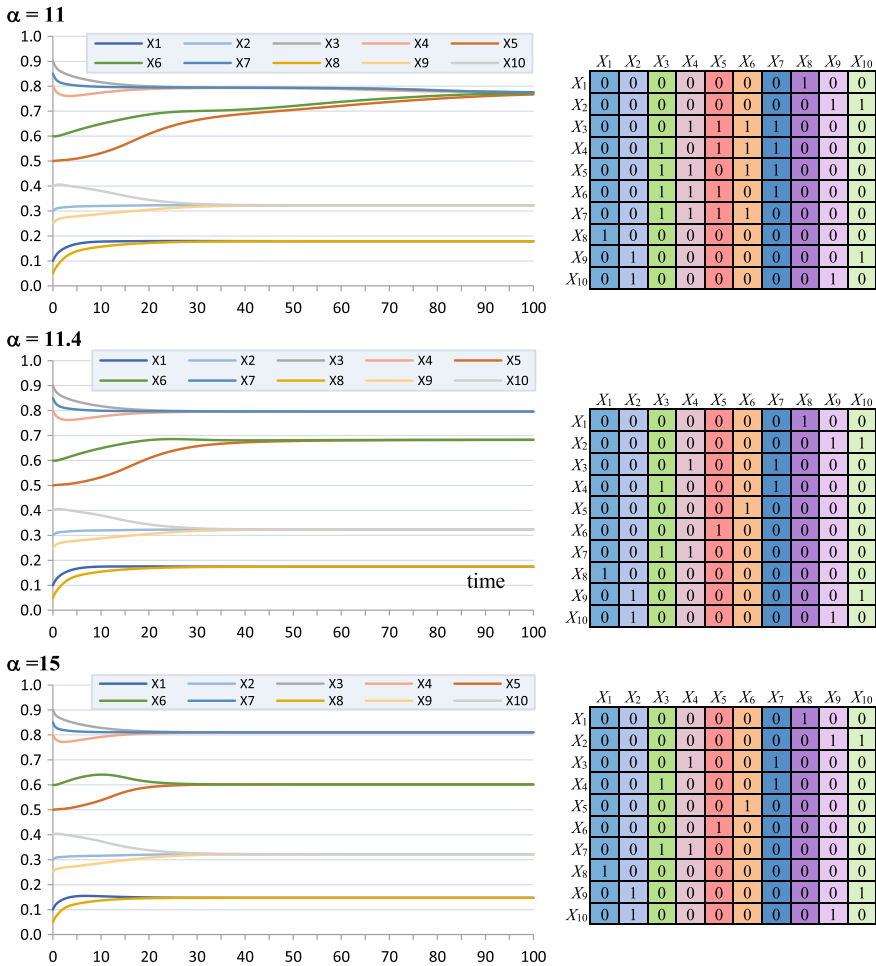 α = 11
1.0
X1 X2 X3 X4 X5
0.9
X6 X7 X8 X9 X10
0.8
0.7
0.6
0.5
0.4
0.3
0.2
0.1
0.0
0 10 20 30 40 50 60 70 80 90 100
X1 X2 X3 X4 X5 X6 X7 X8 X9 X10
X1 0 0 0 0 0 0 0 1 0 0
X2 0 0 0 0 0 0 0 0 1 1
X3 0 0 0 1 1 1 1 0 0 0
X4 0 0 1 0 1 1 1 0 0 0
X5 0 0 1 1 0 1 1 0 0 0
X6 0 0 1 1 1 0 1 0 0 0
X7 0 0 1 1 1 1 0 0 0 0
X8 1 0 0 0 0 0 0 0 0 0
X9 0 1 0 0 0 0 0 0 0 1
X10 0 1 0 0 0 0 0 0 1 0
α = 11.4
1.0
X1 X2 X3 X4 X5
0.9
X6 X7 X8 X9 X10
0.8
0.7
0.6
0.5
0.4
0.3
0.2
0.1
time
0.0
0 10 20 30 40 50 60 70 80 90 100
X1 X2 X3 X4 X5 X6 X7 X8 X9 X10
X1 0 0 0 0 0 0 0 1 0 0
X2 0 0 0 0 0 0 0 0 1 1
X3 0 0 0 1 0 0 1 0 0 0
X4 0 0 1 0 0 0 1 0 0 0
X5 0 0 0 0 0 1 0 0 0 0
X6 0 0 0 0 1 0 0 0 0 0
X7 0 0 1 1 0 0 0 0 0 0
X8 1 0 0 0 0 0 0 0 0 0
X9 0 1 0 0 0 0 0 0 0 1
X10 0 1 0 0 0 0 0 0 1 0
α =15
1.0
X1 X2 X3 X4 X5
0.9
X6 X7 X8 X9 X10
0.8
0.7
0.6
0.5
0.4
0.3
0.2
0.1
0.0
0 10 20 30 40 50 60 70 80 90 100
X1 X2 X3 X4 X5 X6 X7 X8 X9 X10
X1 0 0 0 0 0 0 0 1 0 0
X2 0 0 0 0 0 0 0 0 1 1
X3 0 0 0 1 0 0 1 0 0 0
X4 0 0 1 0 0 0 1 0 0 0
X5 0 0 0 0 0 1 0 0 0 0
X6 0 0 0 0 1 0 0 0 0 0
X7 0 0 1 1 0 0 0 0 0 0
X8 1 0 0 0 0 0 0 0 0 0
X9 0 1 0 0 0 0 0 0 0 1
X10 0 1 0 0 0 0 0 0 1 0